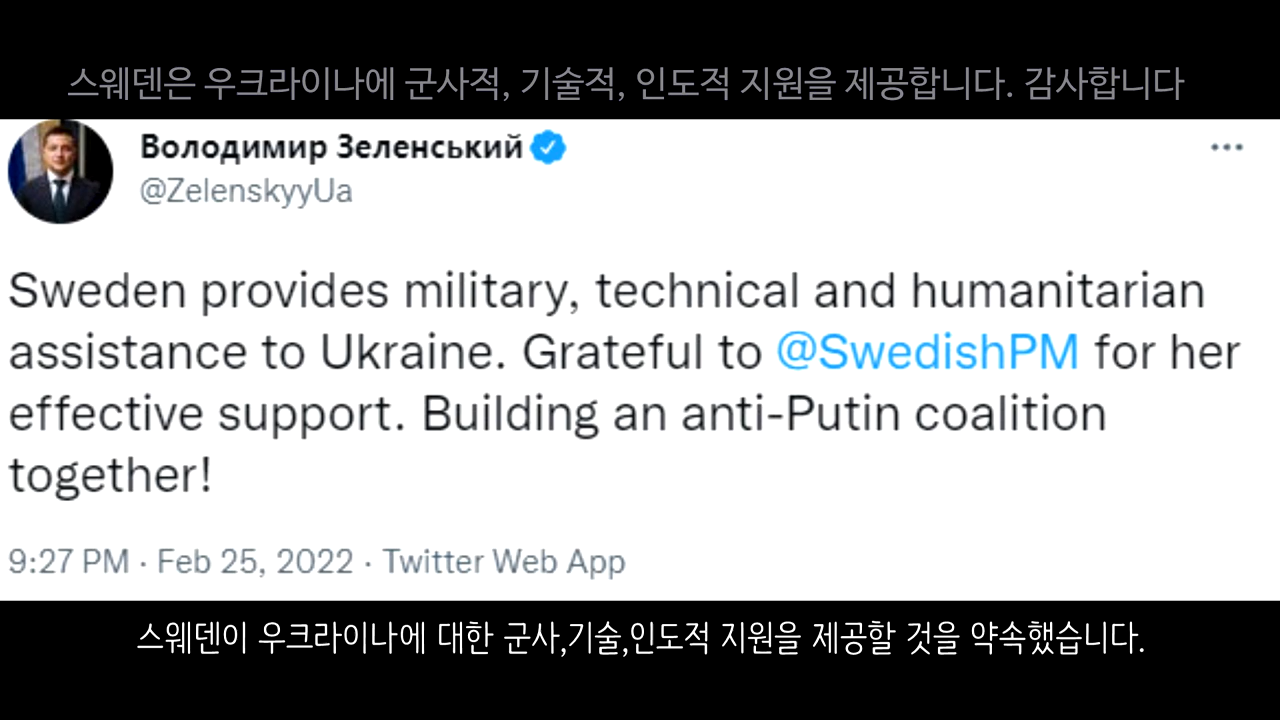 스웨덴은 우크라이나에 군사적, 기술적, 인도적 지원을 제공합니다. 감사합니다
Володимир Зеленський
@ZelenskyyUa
Sweden provides military, technical and humanitarian
assistance to Ukraine. Grateful to @SwedishPM for her
effective support. Building an anti-Putin coalition
together!
9:27 PM · Feb 25, 2022 · Twitter Web App
스웨덴이 우크라이나에 대한 군사,기술,인도적 지원을 제공할 것을 약속했습니다.